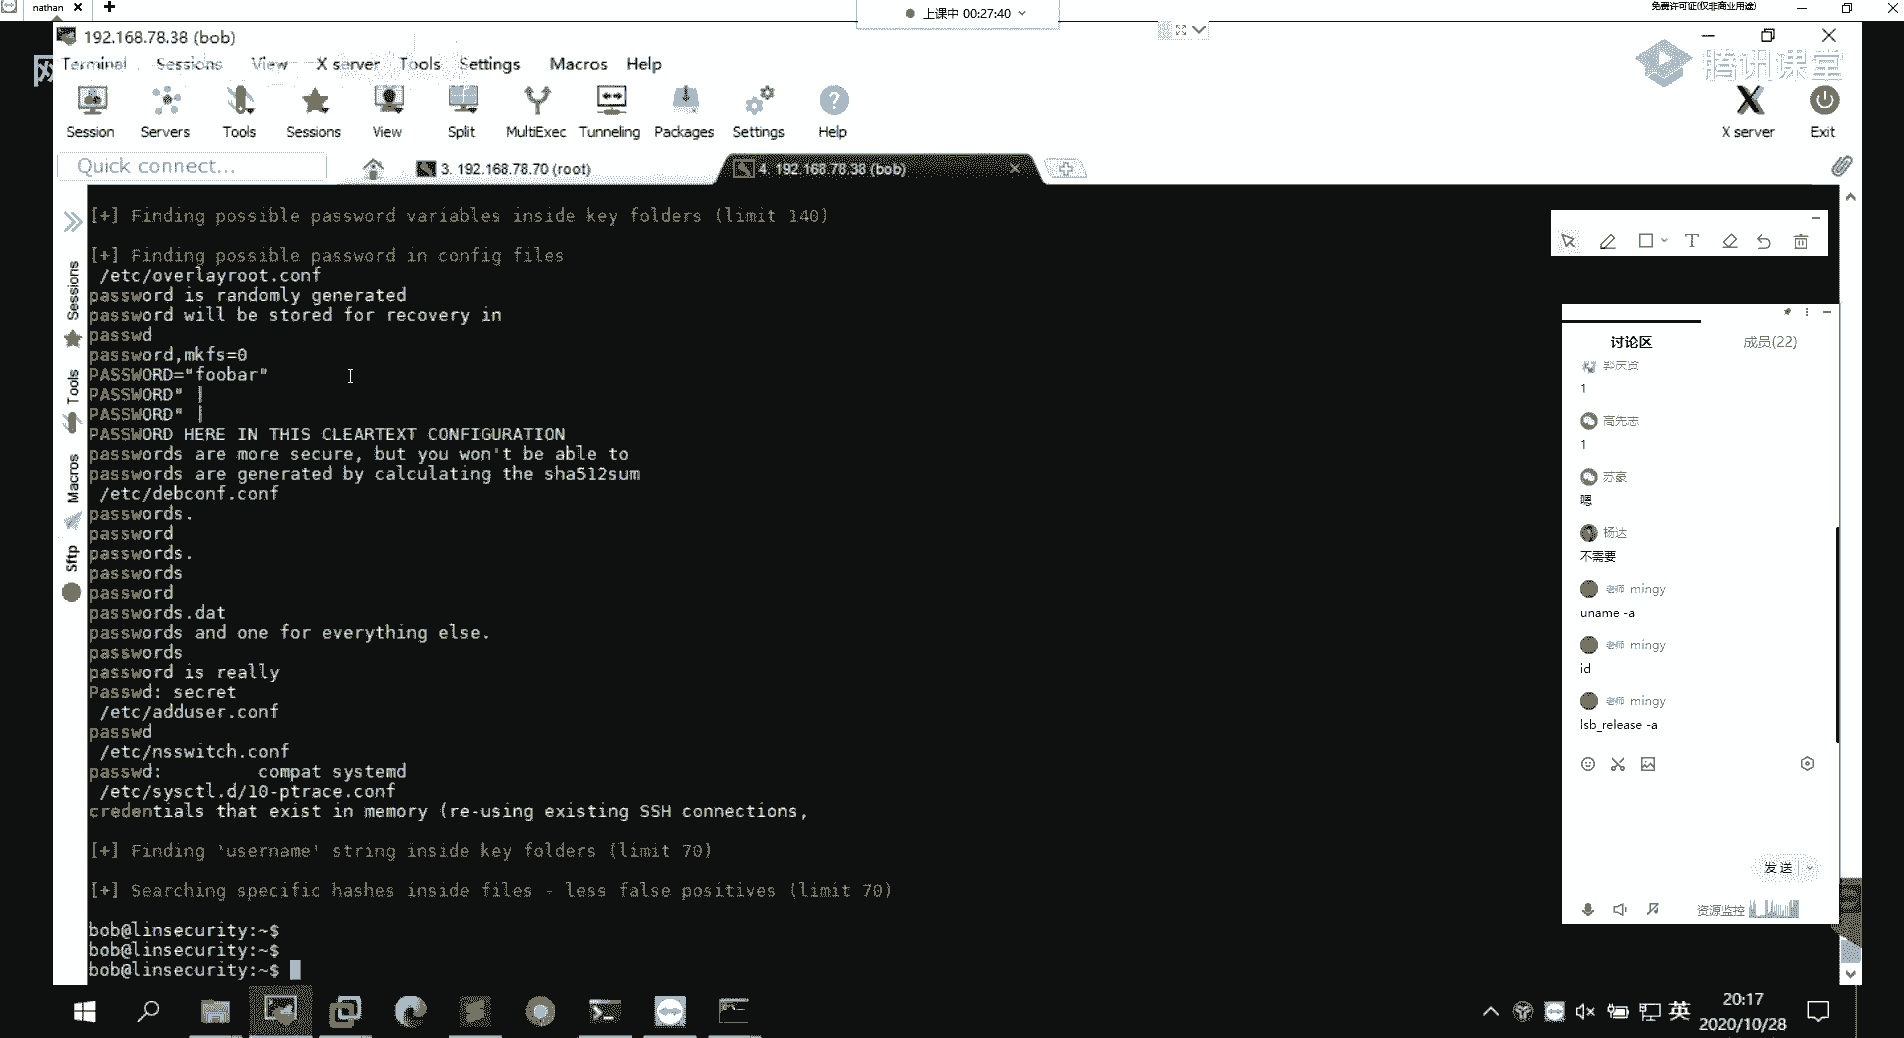 nathan
上课中 00:27:40
免费许可证(仅非商业用途)
192.168.78.38 (bob)
网
腾讯课堂
Terminal Sessions View X server Tools Settings Macros Help
Session Servers Tools Sessions View Split MultiExec Tunneling Packages Settings Help
X server Exit
Quick connect...
3. 192.168.78.70 (root)
4. 192.168.78.38 (bob)
Sessions
Tools
Macros
Sftp
[+] Finding possible password variables inside key folders (limit 140)
[+] Finding possible password in config files
/etc/overlayroot.conf
password is randomly generated
password will be stored for recovery in
passwd
password,mkfs=0
PASSWORD="foobar"
PASSWORD" |
PASSWORD" |
PASSWORD HERE IN THIS CLEARTEXT CONFIGURATION
passwords are more secure, but you won't be able to
passwords are generated by calculating the sha512sum
/etc/debconf.conf
passwords.
password
passwords.
passwords
password
passwords.dat
passwords and one for everything else.
passwords
password is really
Passwd: secret
/etc/adduser.conf
passwd
/etc/nsswitch.conf
passwd:         compat systemd
/etc/sysctl.d/10-ptrace.conf
credentials that exist in memory (re-using existing SSH connections,
[+] Finding 'username' string inside key folders (limit 70)
[+] Searching specific hashes inside files - less false positives (limit 70)
bob@linsecurity:~$
bob@linsecurity:~$
bob@linsecurity:~$
讨论区 成员(22)
1
高先志
1
苏豪
嗯
杨达
不需要
老师 mingy
uname -a
老师 mingy
id
老师 mingy
lsb_release -a
发送
资源监控
英
20:17
2020/10/28